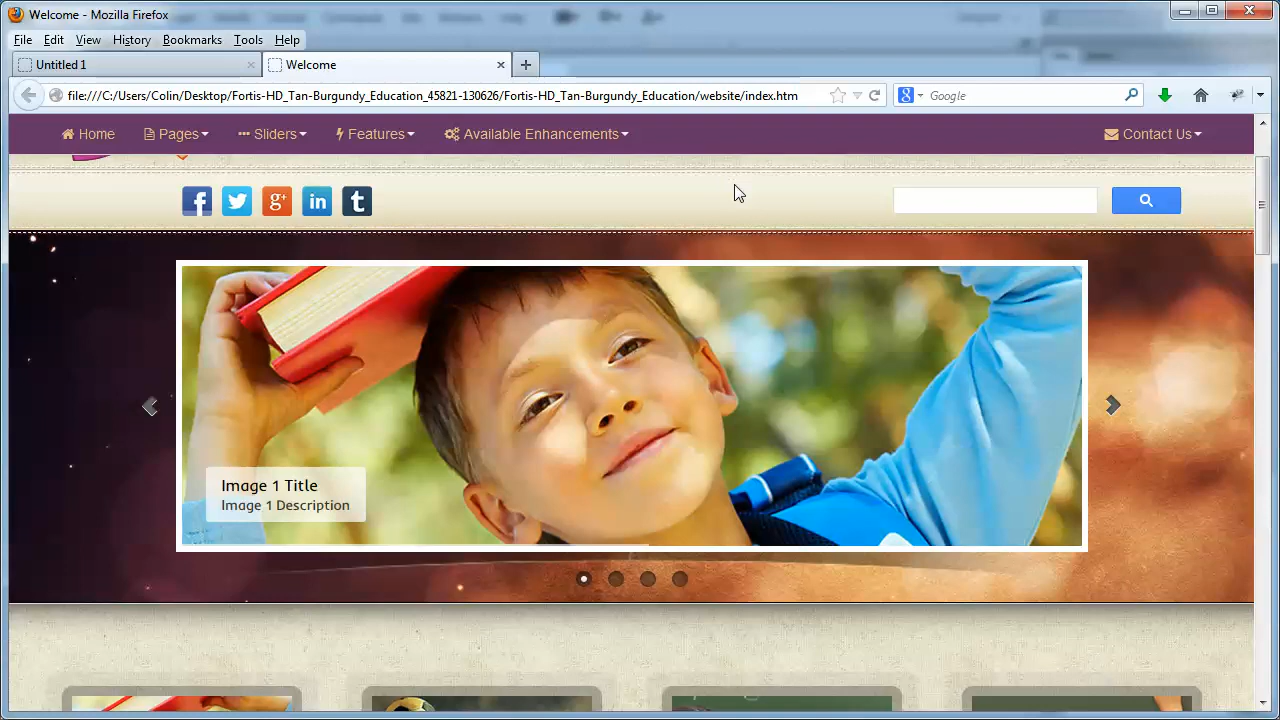 Welcome - Mozilla Firefox
File Edit View History Bookmarks Tools Help
Untitled 1 × Welcome × +
file:///C:/Users/Colin/Desktop/Fortis-HD_Tan-Burgundy_Education_45821-130626/Fortis-HD_Tan-Burgundy_Education/website/index.htm Google
Home Pages Sliders Features Available Enhancements Contact Us
f g+ in t
Image 1 Title
Image 1 Description